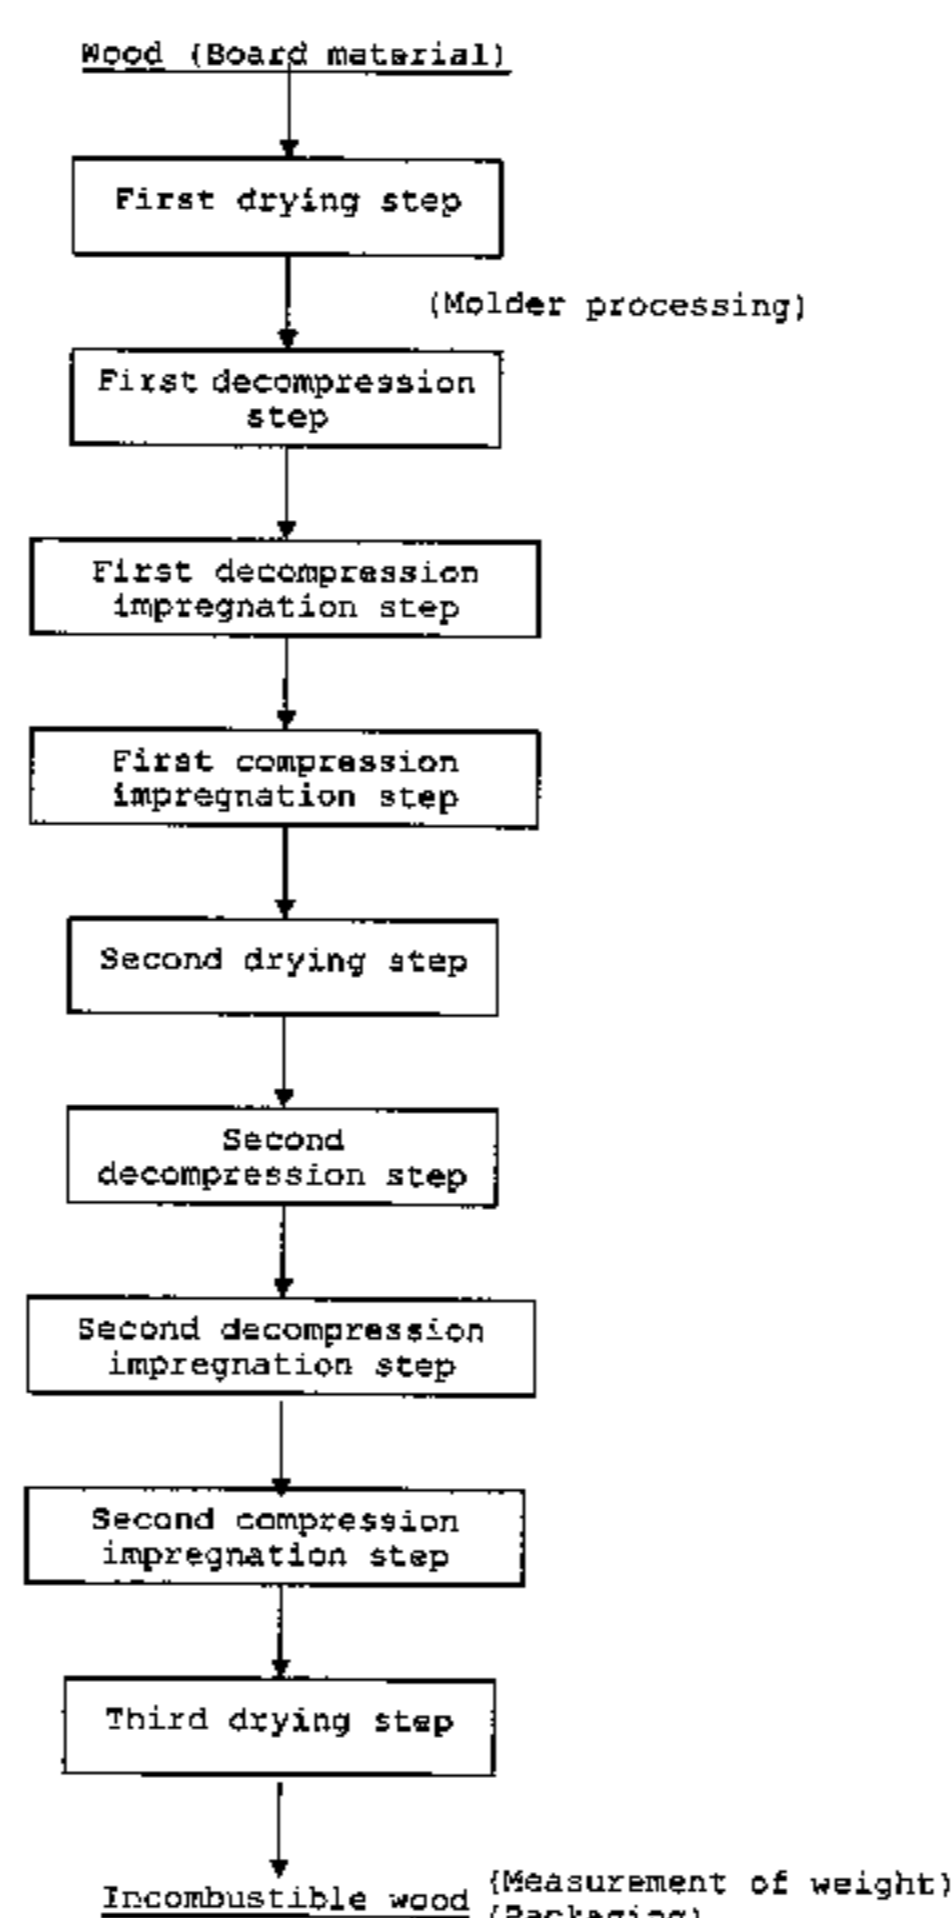 Wood (Board material)
First drying step
(Molder processing)
First decompression
step
First decompression
impregnation step
First compression
impregnation step
Second drying step
Second
decompression step
Second decompression
impregnation step
Second compression
impregnation step
Third drying step
(Measurement of weight)
Incombustible wood
(Packaging)